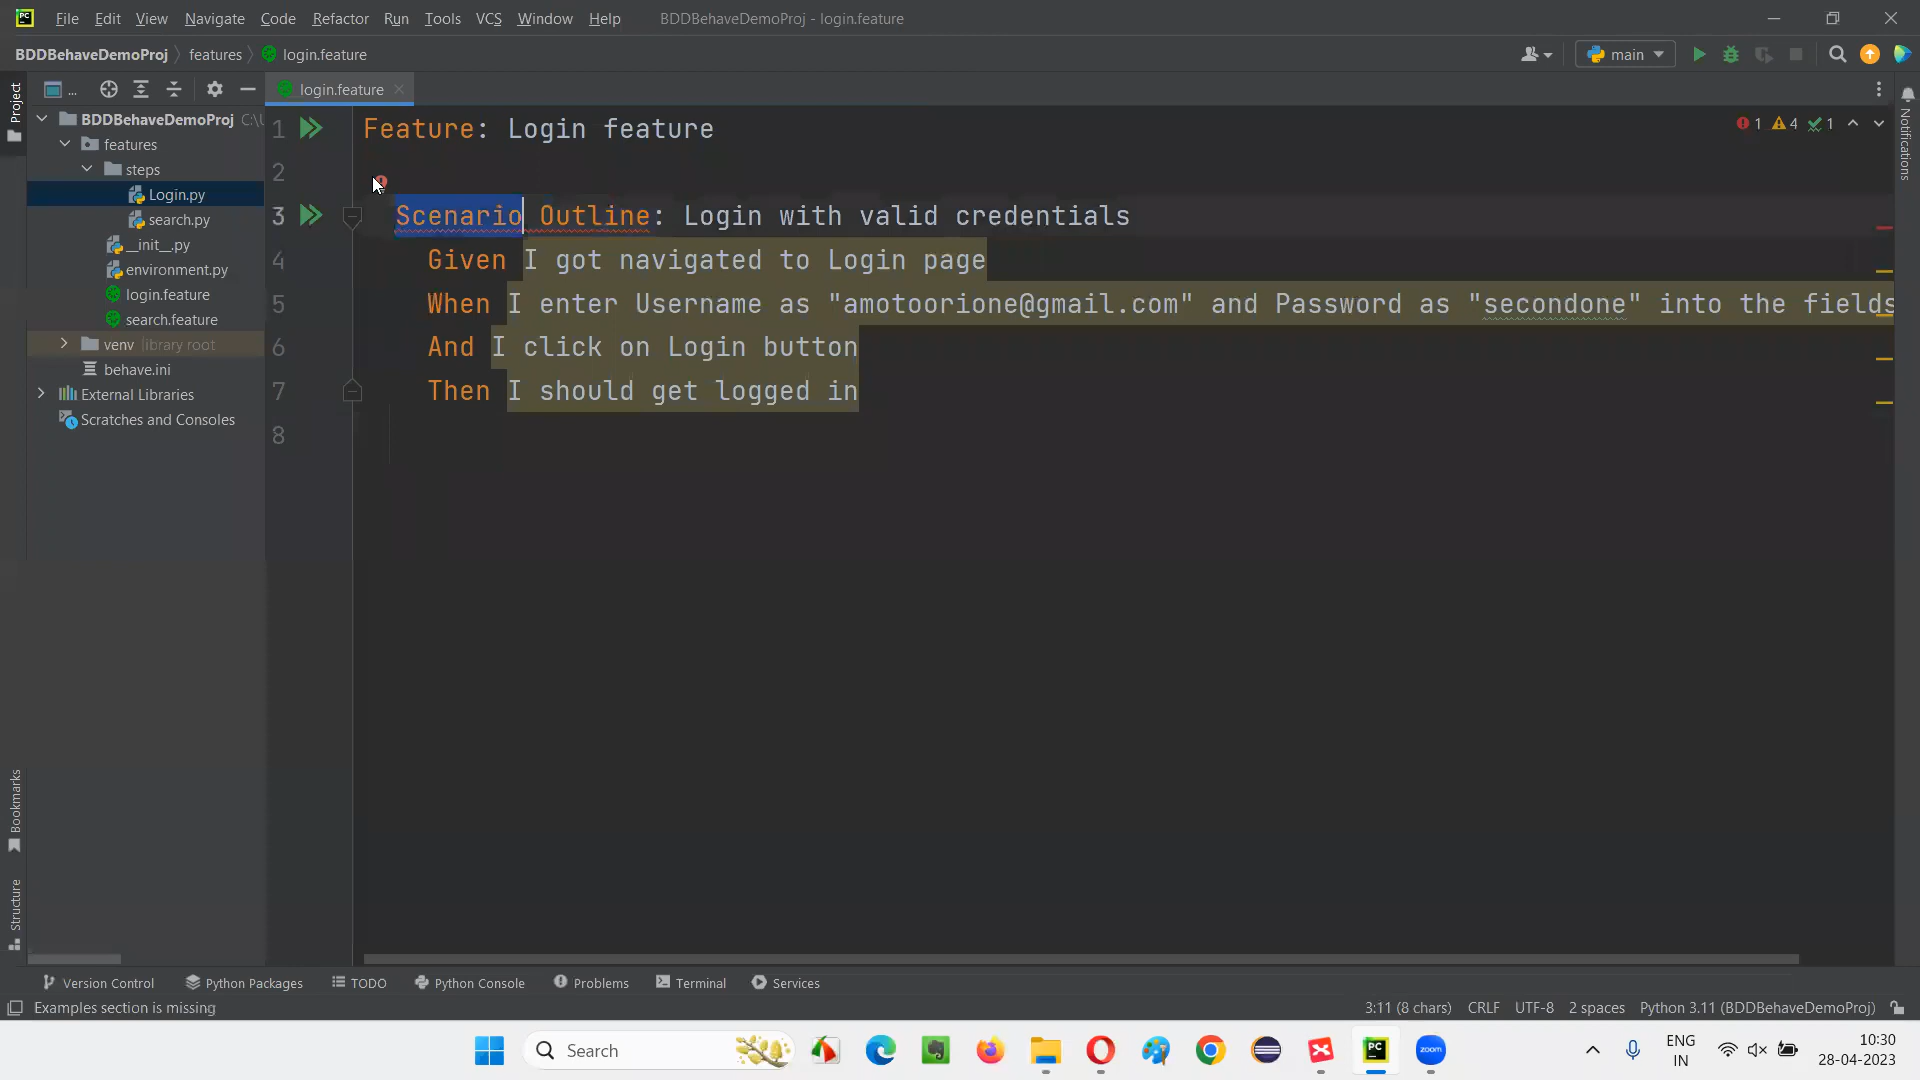 File Edit View Navigate Code Refactor Run Tools VCS Window Help BDDBehaveDemoProj - login.feature
BDDBehaveDemoProj features login.feature main
... login.feature
Project
BDDBehaveDemoProj C:\
features
steps
Login.py
search.py
__init__.py
environment.py
login.feature
search.feature
venv library root
behave.ini
External Libraries
Scratches and Consoles
1 Feature: Login feature
2
3 Scenario Outline: Login with valid credentials
4 Given I got navigated to Login page
5 When I enter Username as "amotoorione@gmail.com" and Password as "secondone" into the fields
6 And I click on Login button
7 Then I should get logged in
8
1 4 1
Notifications
Bookmarks
Structure
Version Control Python Packages TODO Python Console Problems Terminal Services
Examples section is missing 3:11 (8 chars) CRLF UTF-8 2 spaces Python 3.11 (BDDBehaveDemoProj)
Search PC zoom
ENG
IN
10:30
28-04-2023